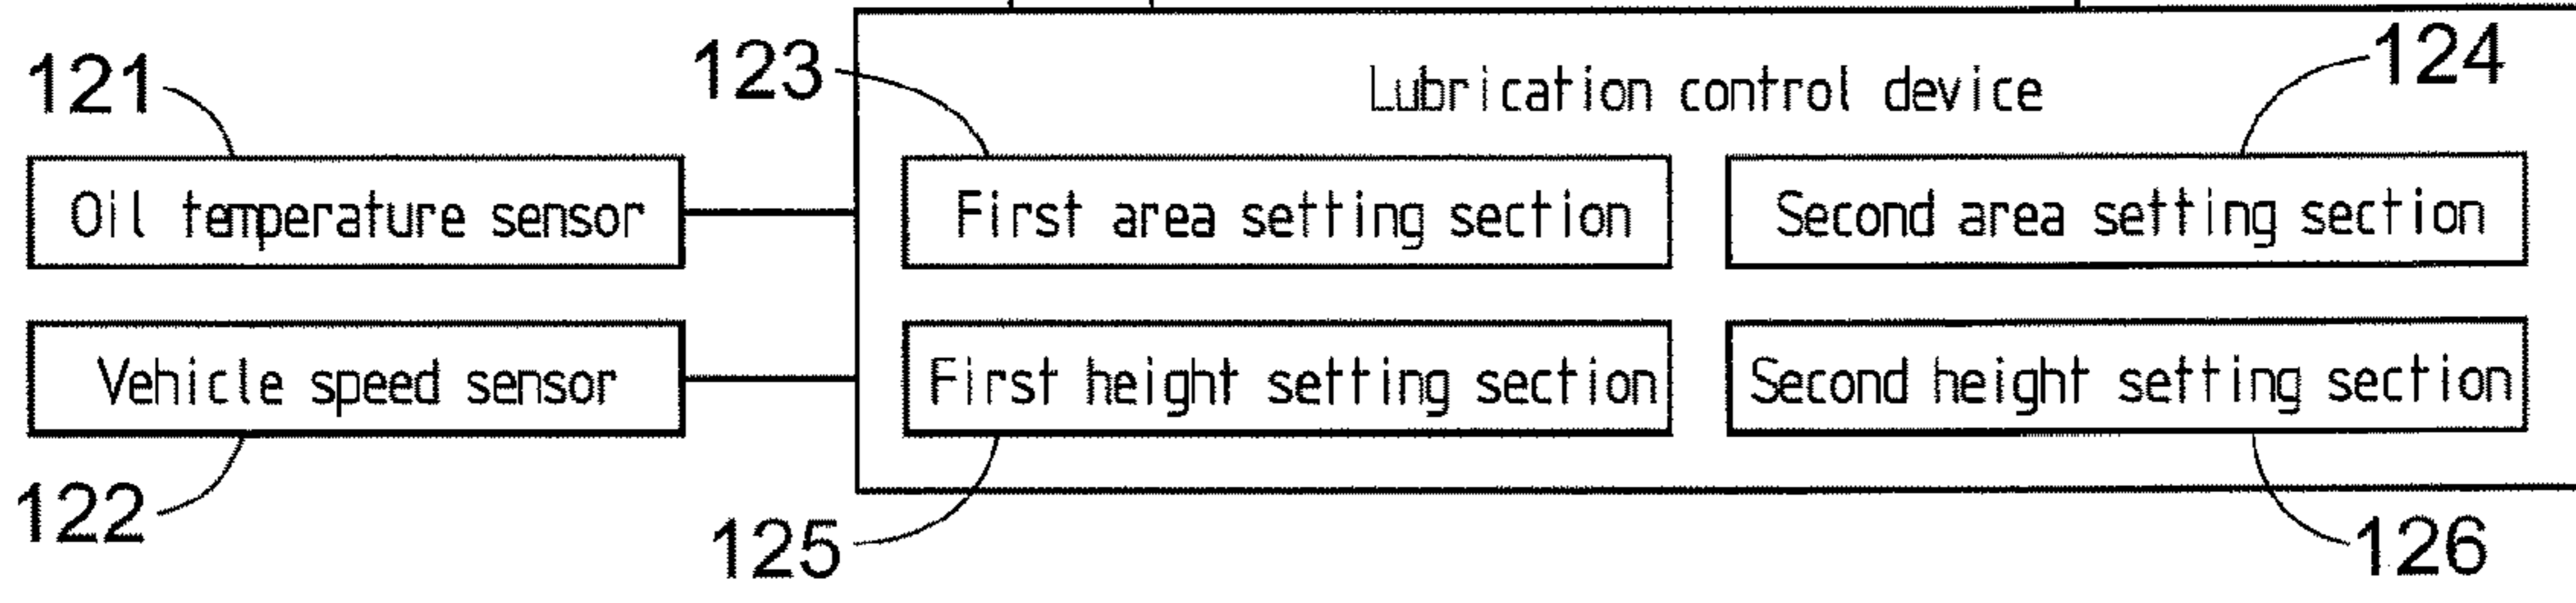 121
123
Lubrication control device
124
Oil temperature sensor
First area setting section
Second area setting section
Vehicle speed sensor
First height setting section
Second height setting section
122
125
126